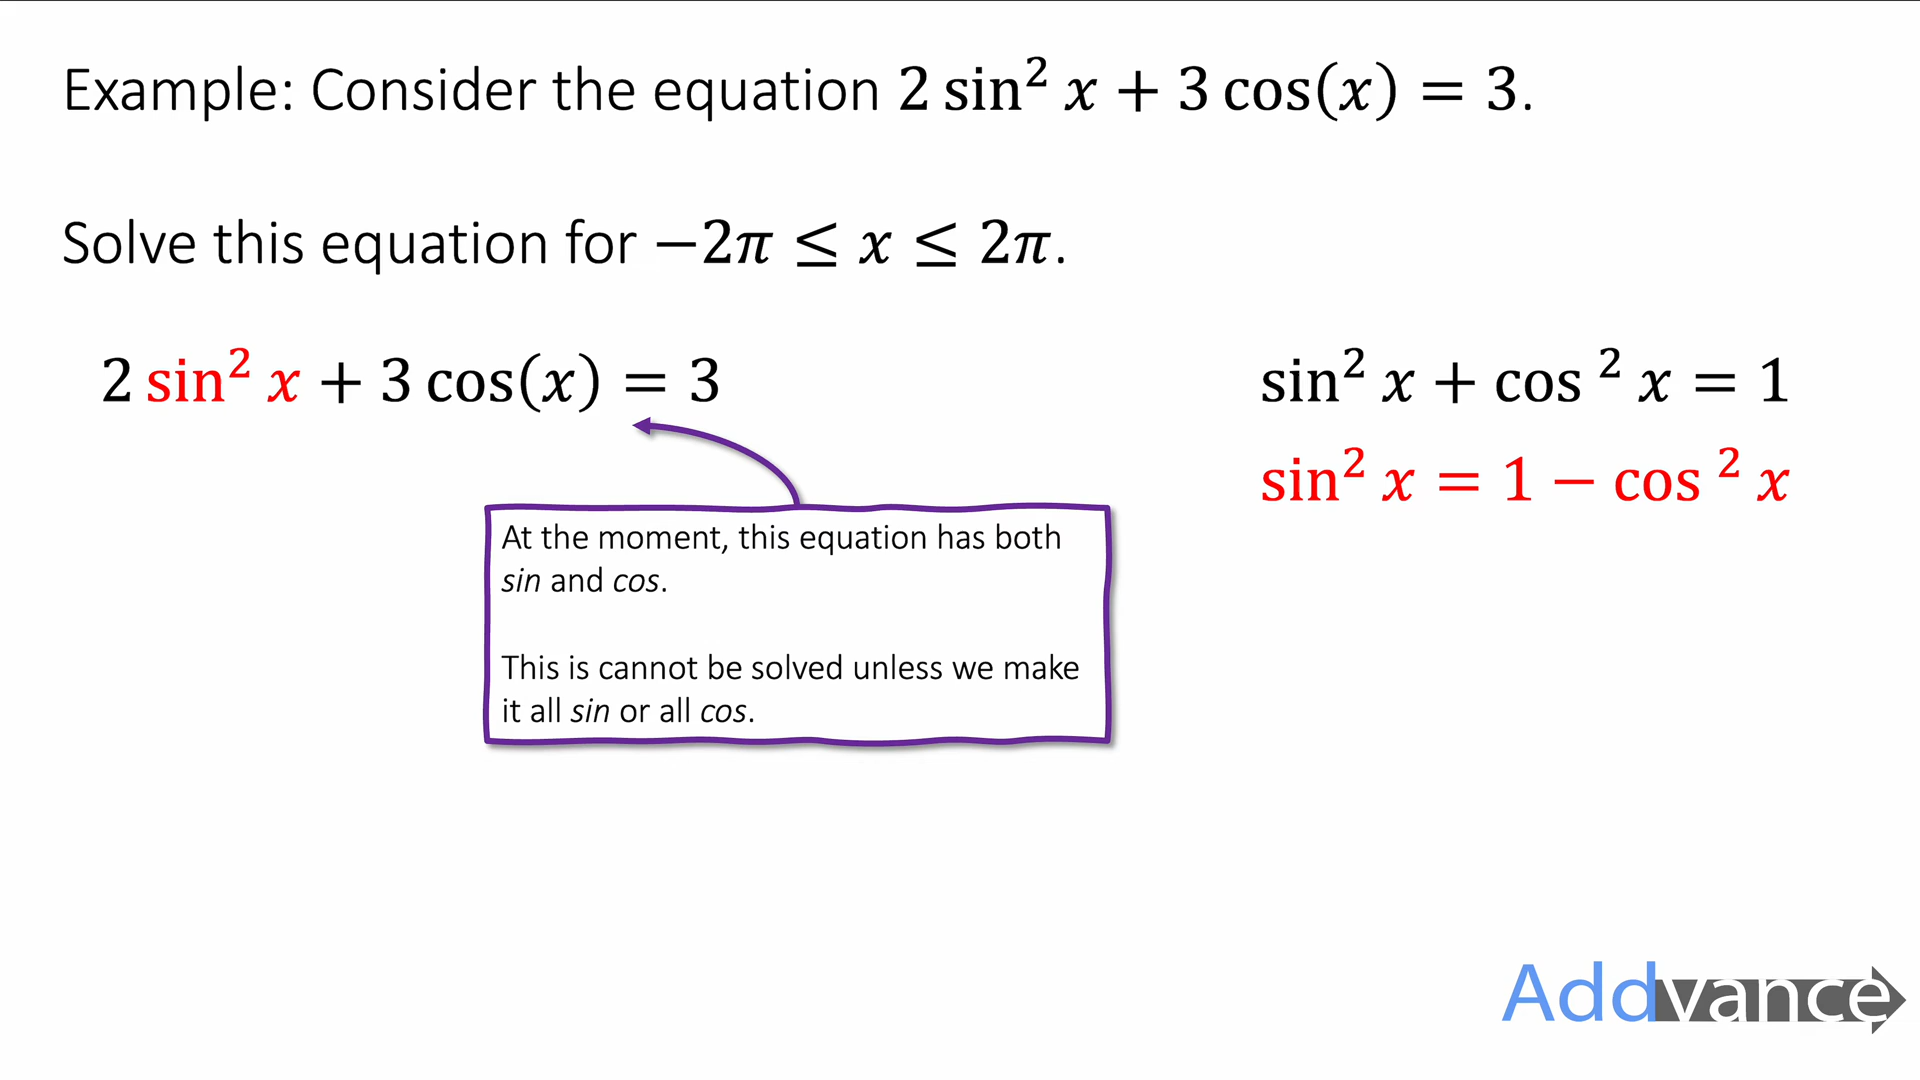 Example: Consider the equation 2 sin² x + 3 cos(x) = 3.
Solve this equation for −2π ≤ x ≤ 2π.
2 sin² x + 3 cos(x) = 3
sin² x + cos ² x = 1
sin² x = 1 − cos ² x
At the moment, this equation has both
sin and cos.
This is cannot be solved unless we make
it all sin or all cos.
Addvance